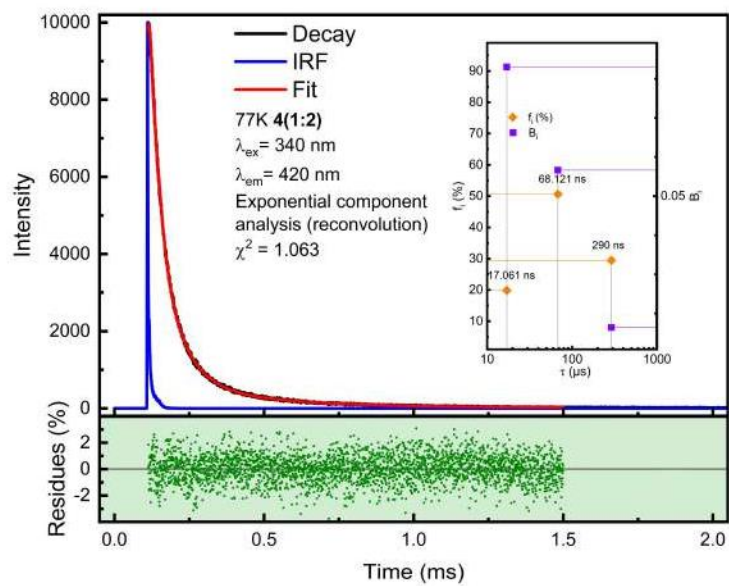 10000
8000
6000
4000
2000
0
Intensity
Decay
IRF
Fit
77K 4(1:2)
λex= 340 nm
λem= 420 nm
Exponential component
analysis (reconvolution)
χ² = 1.063
90
80
70
60
50
40
30
20
10
fi (%)
fi (%)
Bi
68.121 ns
290 ns
17.061 ns
0.05
Bi
10
100
1000
τ (μs)
2
0
-2
Residues (%)
0.0
0.5
1.0
1.5
2.0
Time (ms)